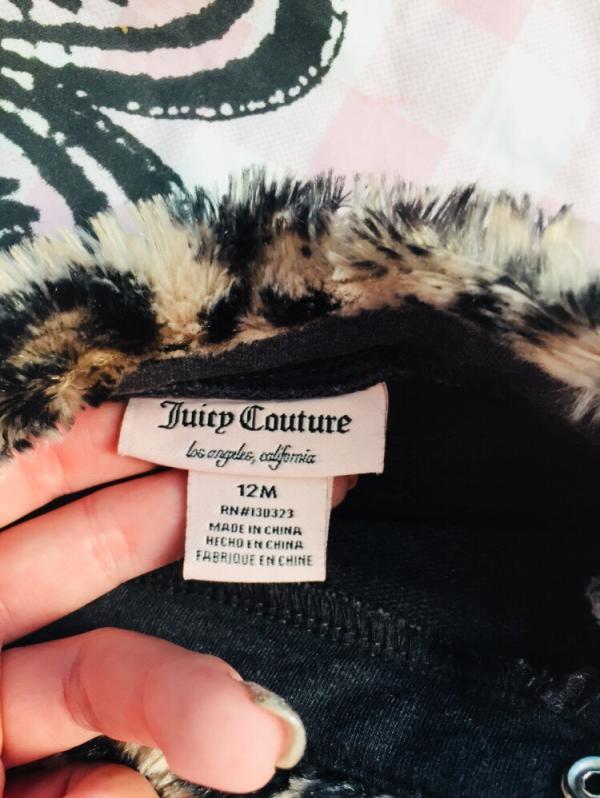 Juicy Couture
los angeles, california
12M
RN#130323
MADE IN CHINA
HECHO EN CHINA
FABRIQUE EN CHINE